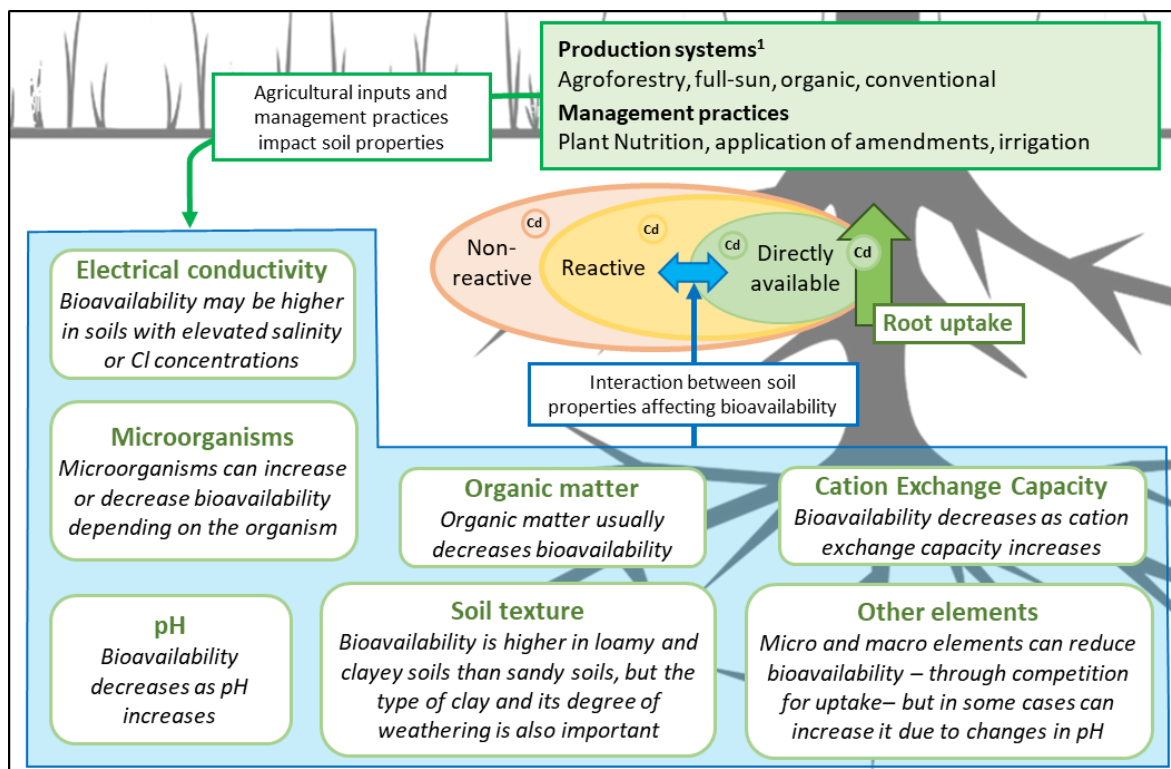 Production systems1
Agroforestry, full-sun, organic, conventional
Management practices
Plant Nutrition, application of amendments, irrigation
Agricultural inputs and
management practices
impact soil properties
Cd
Cd
Cd
Cd
Non-
reactive
Reactive
Directly
available
Root uptake
Interaction between soil
properties affecting bioavailability
Electrical conductivity
Bioavailability may be higher
in soils with elevated salinity
or Cl concentrations
Microorganisms
Microorganisms can increase
or decrease bioavailability
depending on the organism
Organic matter
Organic matter usually
decreases bioavailability
Cation Exchange Capacity
Bioavailability decreases as cation
exchange capacity increases
pH
Bioavailability
decreases as pH
increases
Soil texture
Bioavailability is higher in loamy and
clayey soils than sandy soils, but the
type of clay and its degree of
weathering is also important
Other elements
Micro and macro elements can reduce
bioavailability – through competition
for uptake– but in some cases can
increase it due to changes in pH